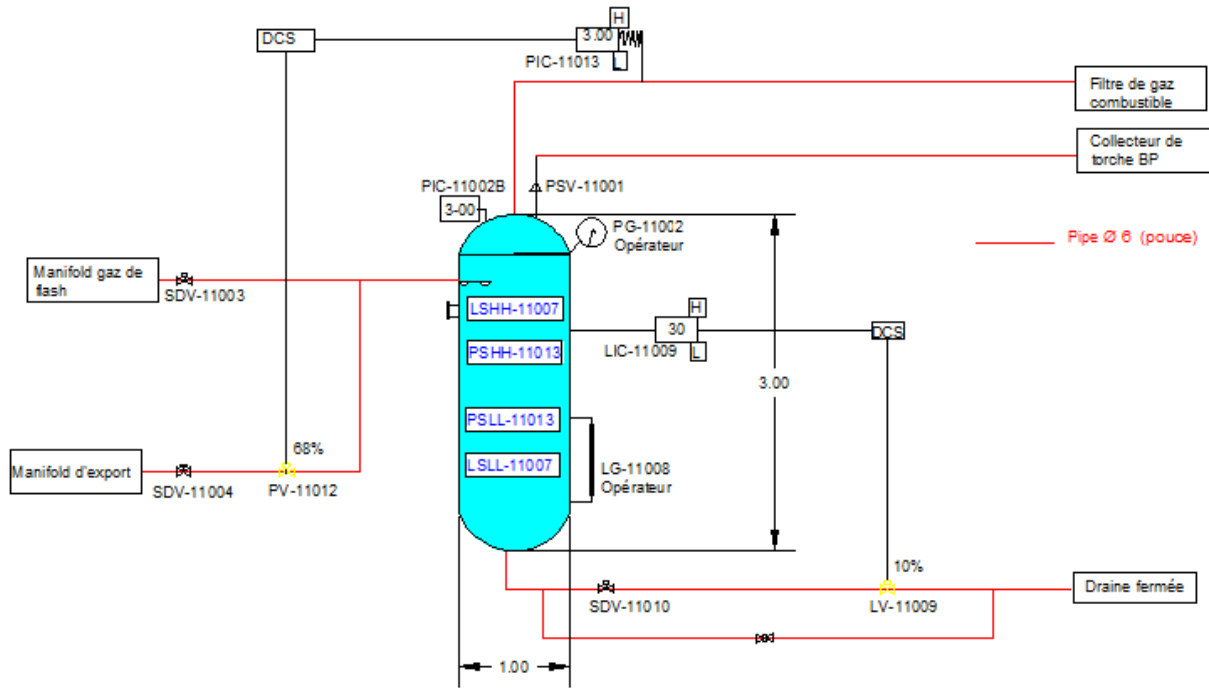 DCS
3.00
H
L
PIC-11013
Filtre de gaz
combustible
Collecteur de
torche BP
PIC-11002B
3-00
PSV-11001
PG-11002
Opérateur
Pipe Ø 6 (pouce)
Manifold gaz de
flash
SDV-11003
LSHH-11007
PSHH-11013
PSLL-11013
LSLL-11007
30
H
L
LIC-11009
DCS
3.00
68%
Manifold d'export
SDV-11004
PV-11012
LG-11008
Opérateur
10%
SDV-11010
LV-11009
Draine fermée
1.00